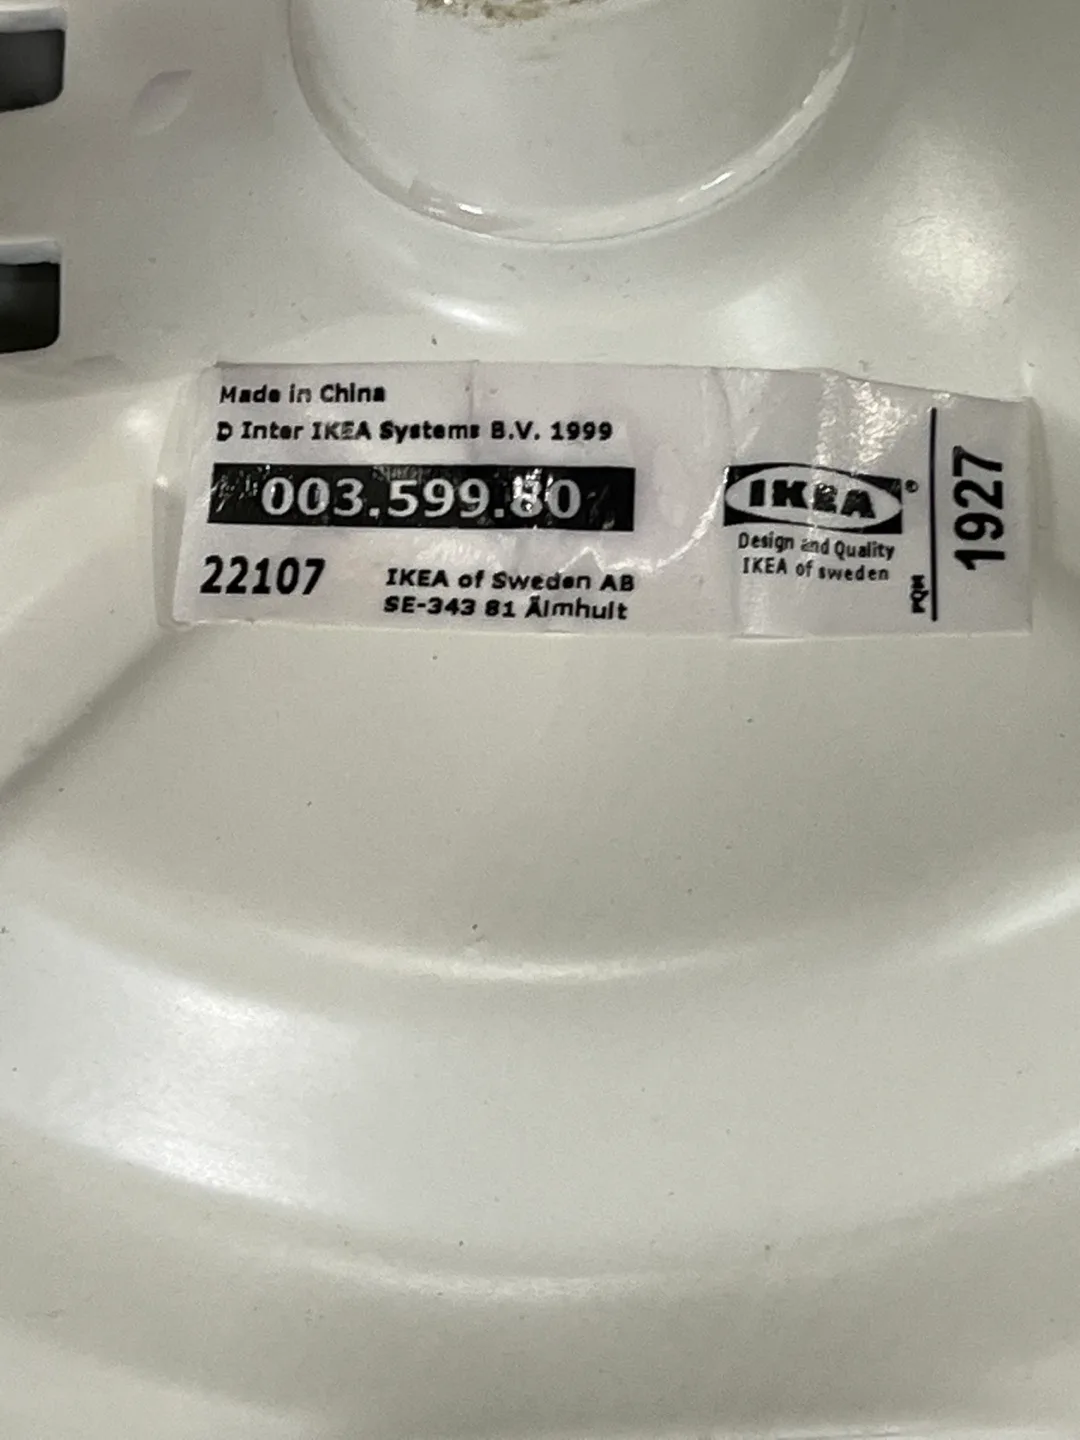 Made in China
D Inter IKEA Systems B.V. 1999
003.599.80
22107
IKEA of Sweden AB
SE-343 81 Älmhult
IKEA®
Design and Quality
IKEA of sweden
PQM
1927